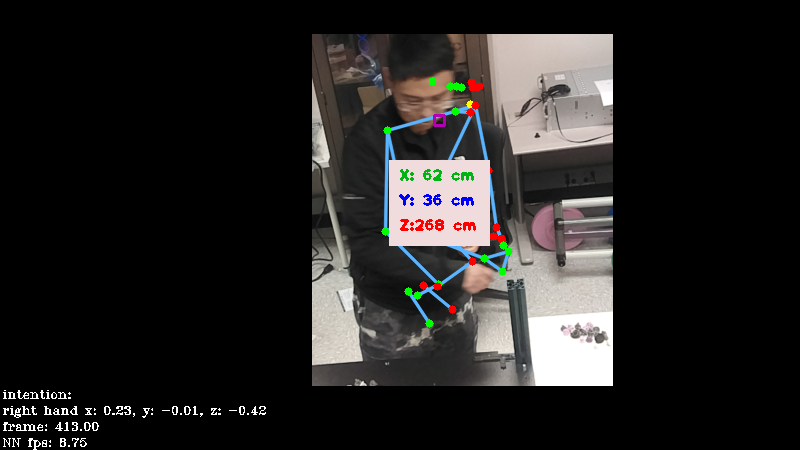 X: 62 cm
Y: 36 cm
Z:268 cm
intention:
right hand x: 0.23, y: −0.01, z: −0.42
frame: 413.00
NN fps: 8.75